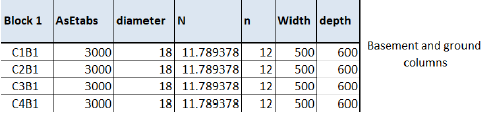 Block 1 AsEtabs diameter N n Width depth
C1B1 3000 18 11.789378 12 500 600
C2B1 3000 18 11.789378 12 500 600
C3B1 3000 18 11.789378 12 500 600
C4B1 3000 18 11.789378 12 500 600
Basement and ground
columns